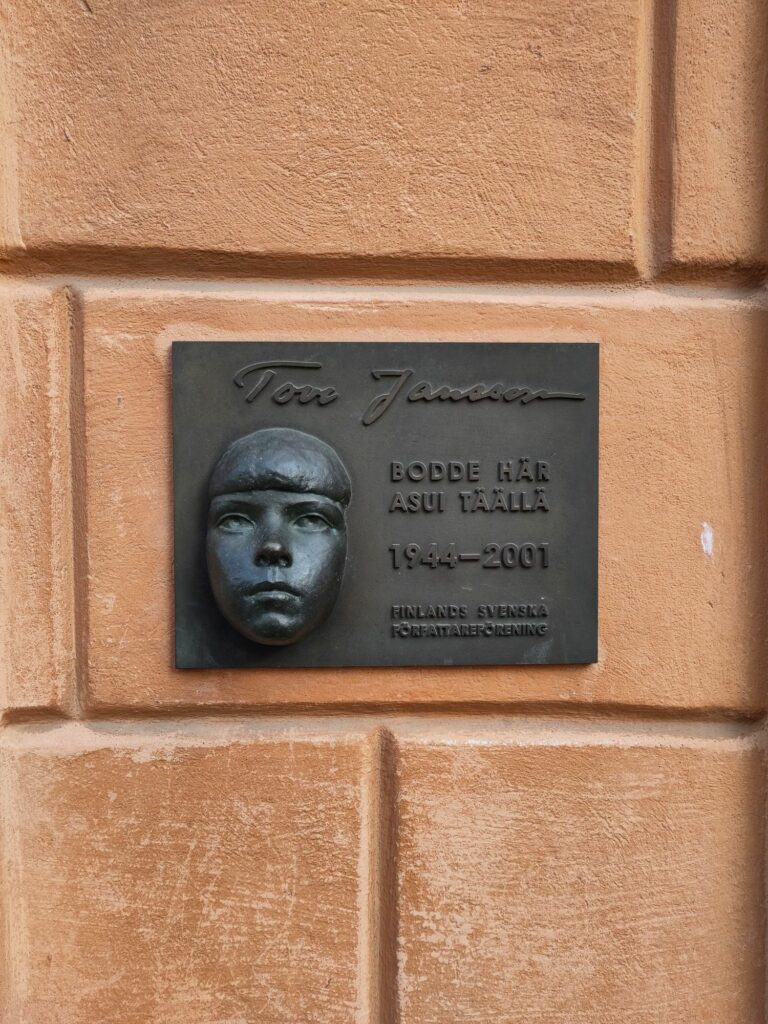 Tove Jansson
BODDE HÄR
ASUI TÄÄLLÄ
1944–2001
FINLANDS SVENSKA
FÖRFATTAREFÖRENING